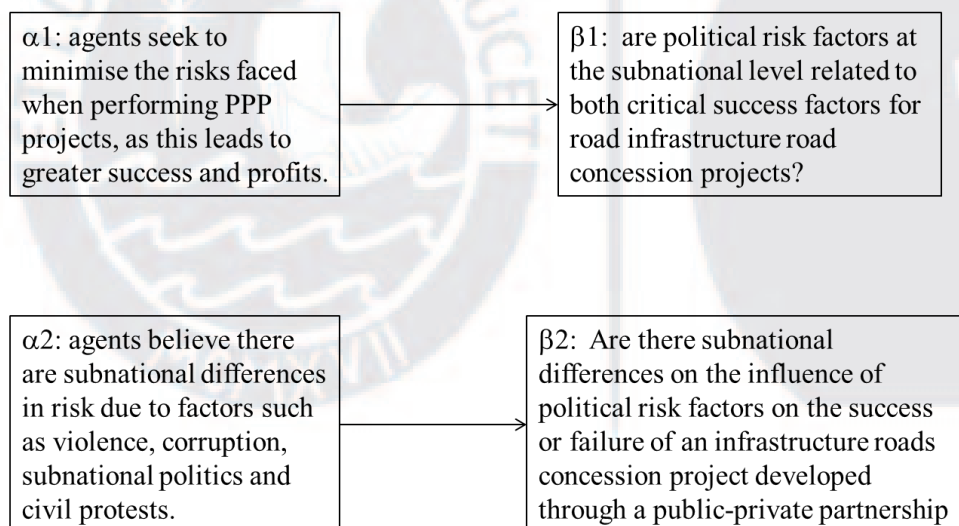 α1: agents seek to
minimise the risks faced
when performing PPP
projects, as this leads to
greater success and profits.
β1:  are political risk factors at
the subnational level related to
both critical success factors for
road infrastructure road
concession projects?
α2: agents believe there
are subnational differences
in risk due to factors such
as violence, corruption,
subnational politics and
civil protests.
β2:  Are there subnational
differences on the influence of
political risk factors on the success
or failure of an infrastructure roads
concession project developed
through a public-private partnership